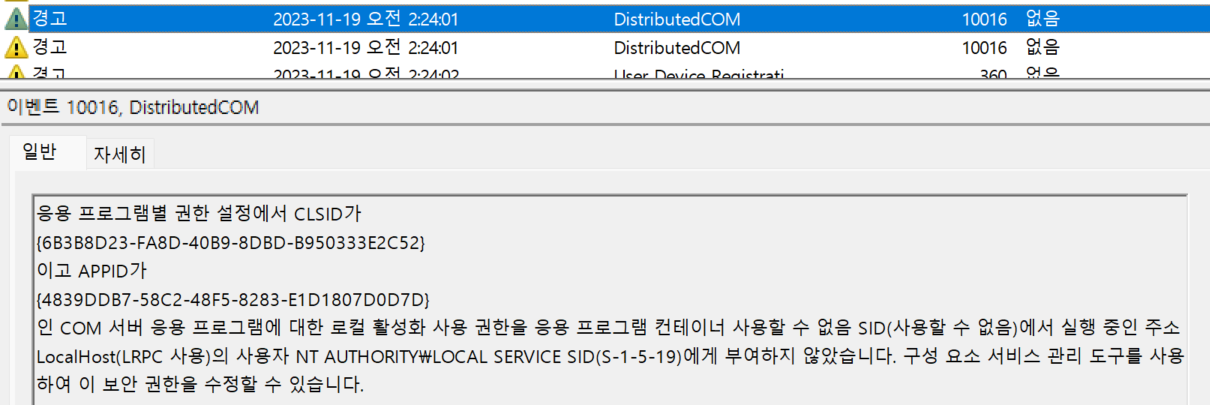 경고 2023-11-19 오전 2:24:01 DistributedCOM 10016 없음
경고 2023-11-19 오전 2:24:01 DistributedCOM 10016 없음
경고 2023-11-19 오전 2:24:02 User Device Registrati 360 없음
이벤트 10016, DistributedCOM
일반 자세히
응용 프로그램별 권한 설정에서 CLSID가
{6B3B8D23-FA8D-40B9-8DBD-B950333E2C52}
이고 APPID가
{4839DDB7-58C2-48F5-8283-E1D1807D0D7D}
인 COM 서버 응용 프로그램에 대한 로컬 활성화 사용 권한을 응용 프로그램 컨테이너 사용할 수 없음 SID(사용할 수 없음)에서 실행 중인 주소
LocalHost(LRPC 사용)의 사용자 NT AUTHORITY₩LOCAL SERVICE SID(S-1-5-19)에게 부여하지 않았습니다. 구성 요소 서비스 관리 도구를 사용
하여 이 보안 권한을 수정할 수 있습니다.